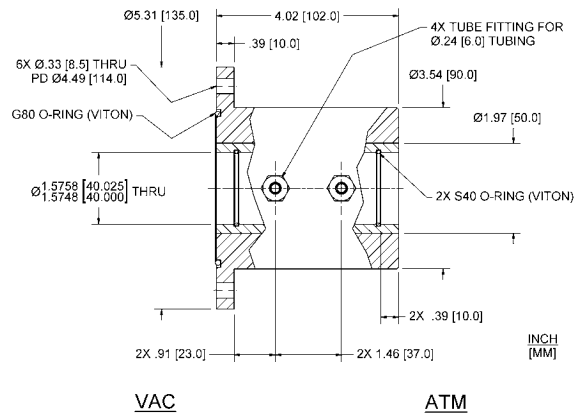 Ø5.31 [135.0]
4.02 [102.0]
.39 [10.0]
4X TUBE FITTING FOR
Ø.24 [6.0] TUBING
6X Ø.33 [8.5] THRU
PD Ø4.49 [114.0]
Ø3.54 [90.0]
G80 O-RING (VITON)
Ø1.97 [50.0]
Ø1.5758 [40.025] THRU
1.5748 [40.000]
2X S40 O-RING (VITON)
2X .39 [10.0]
INCH
[MM]
2X .91 [23.0]
2X 1.46 [37.0]
VAC
ATM